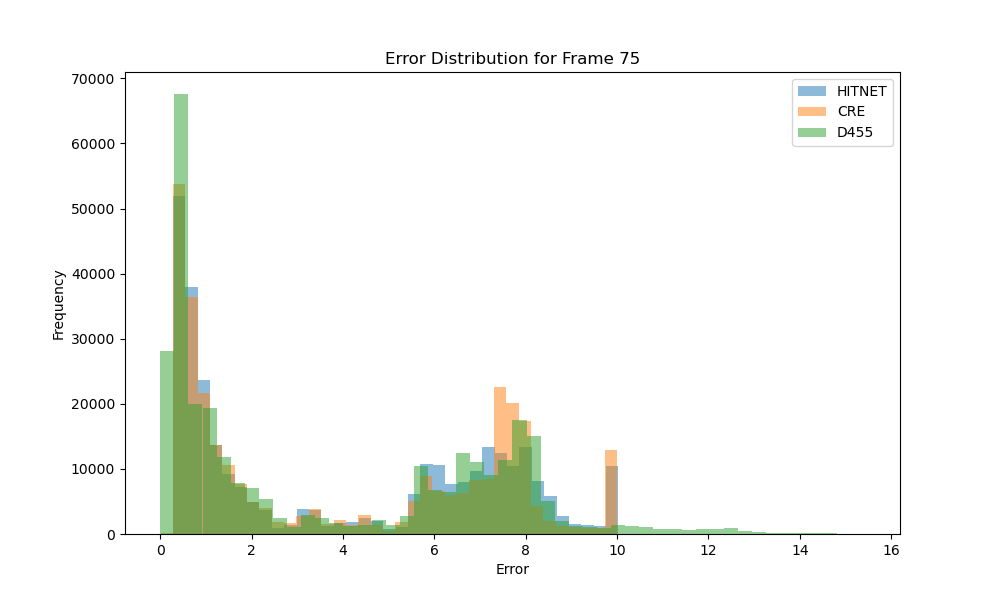 Error Distribution for Frame 75
HITNET
CRE
D455
Frequency
70000
60000
50000
40000
30000
20000
10000
0
0 2 4 6 8 10 12 14 16
Error